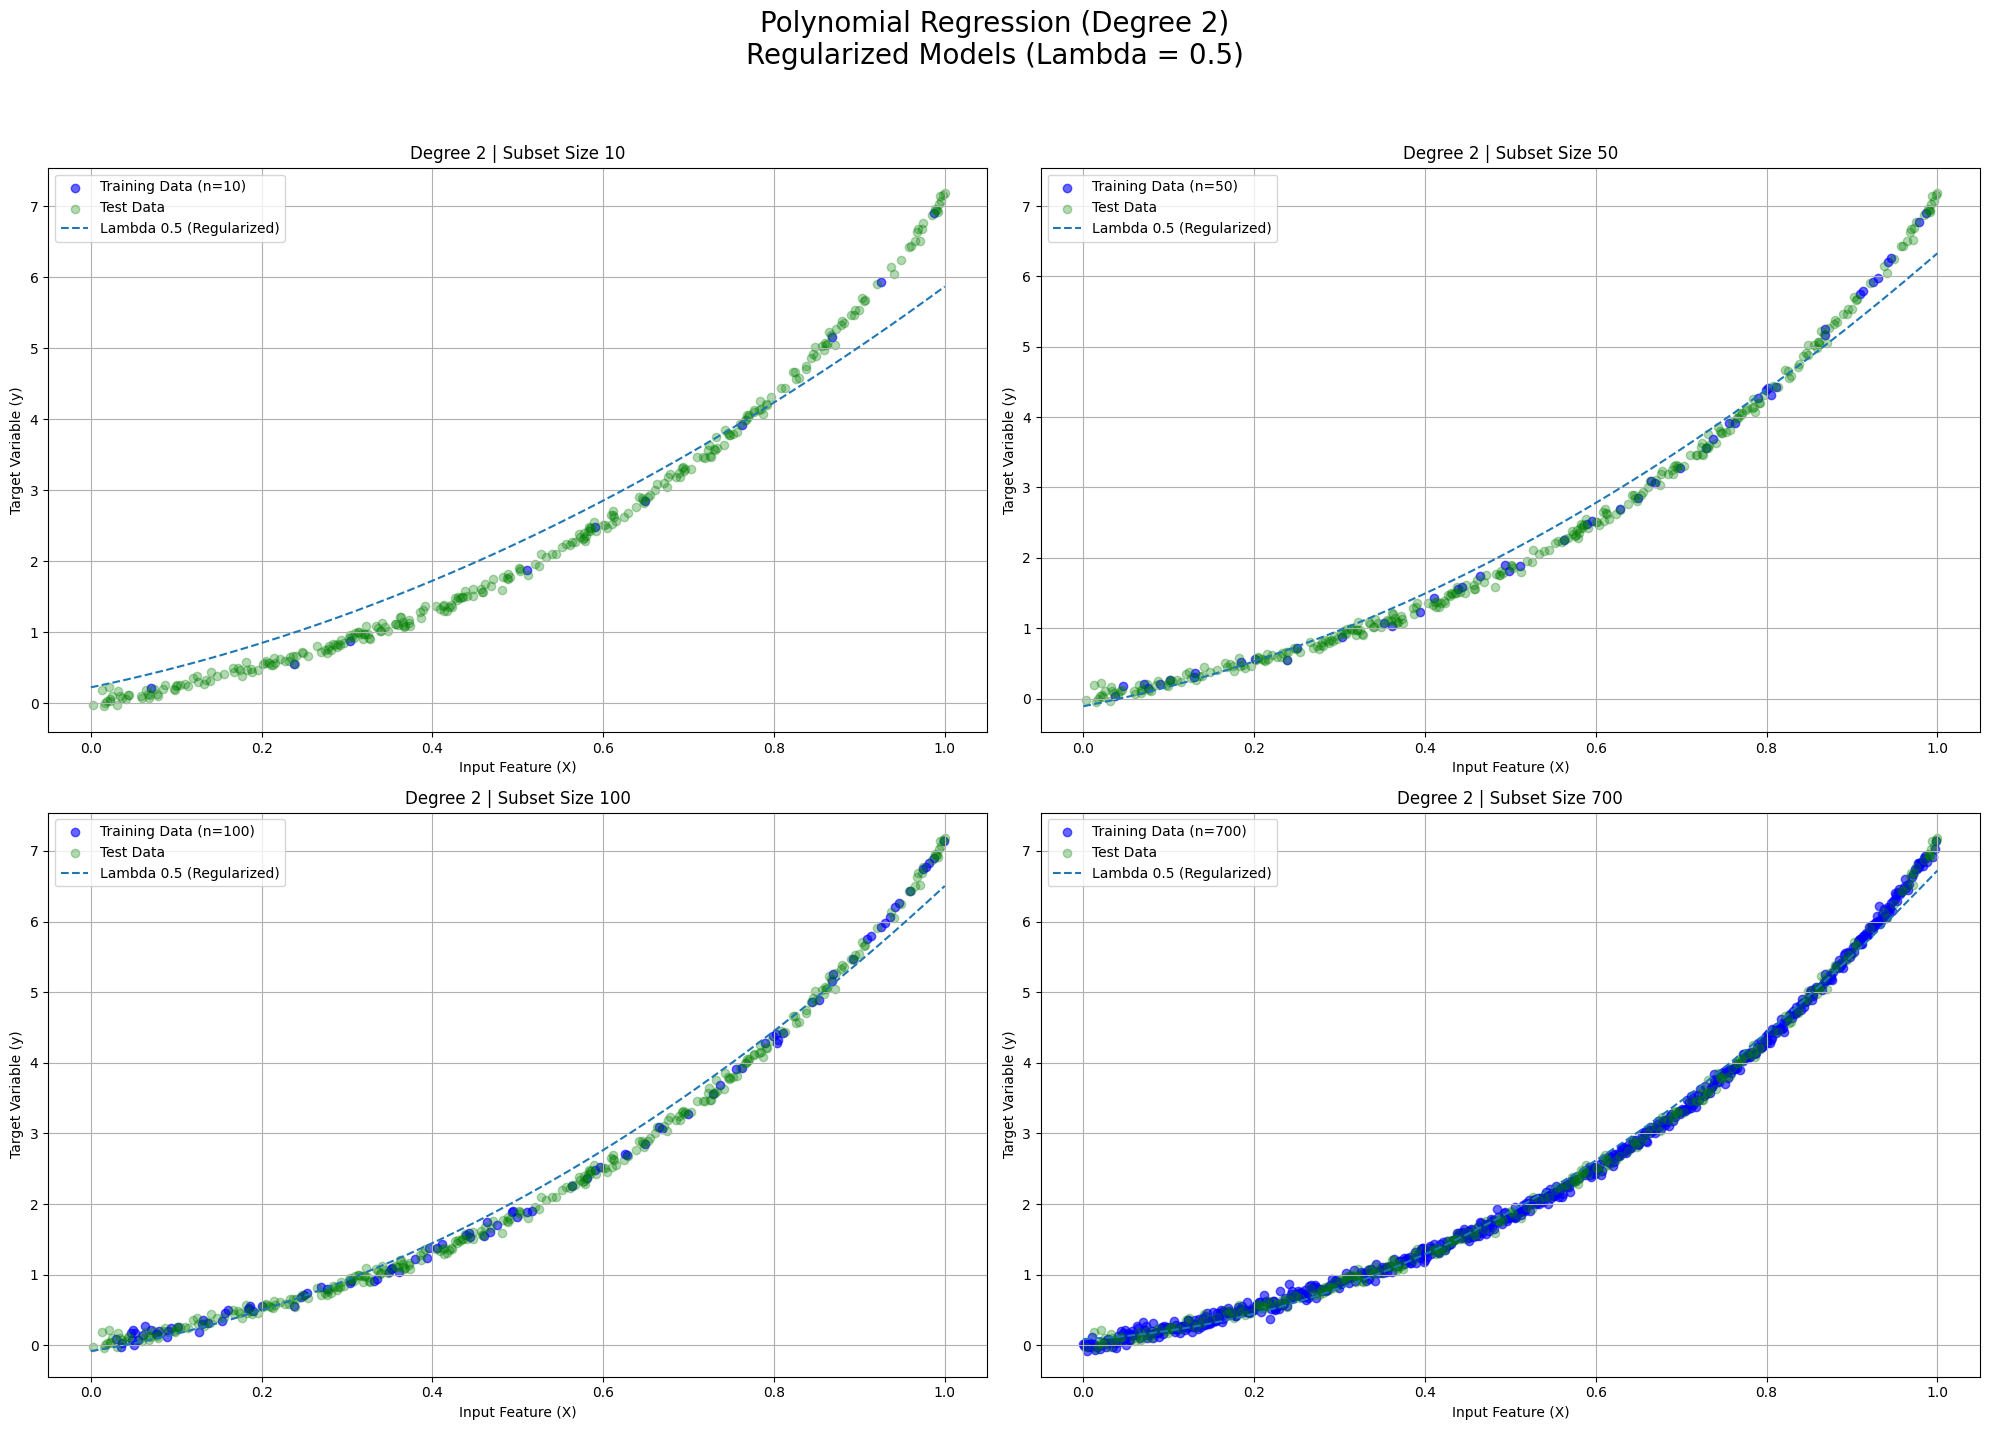 Polynomial Regression (Degree 2)
Regularized Models (Lambda = 0.5)
Degree 2 | Subset Size 10
Training Data (n=10)
Test Data
Lambda 0.5 (Regularized)
Target Variable (y)
7
6
5
4
3
2
1
0
0.0 0.2 0.4 0.6 0.8 1.0
Input Feature (X)
Degree 2 | Subset Size 50
Training Data (n=50)
Test Data
Lambda 0.5 (Regularized)
Target Variable (y)
7
6
5
4
3
2
1
0
0.0 0.2 0.4 0.6 0.8 1.0
Input Feature (X)
Degree 2 | Subset Size 100
Training Data (n=100)
Test Data
Lambda 0.5 (Regularized)
Target Variable (y)
7
6
5
4
3
2
1
0
0.0 0.2 0.4 0.6 0.8 1.0
Input Feature (X)
Degree 2 | Subset Size 700
Training Data (n=700)
Test Data
Lambda 0.5 (Regularized)
Target Variable (y)
7
6
5
4
3
2
1
0
0.0 0.2 0.4 0.6 0.8 1.0
Input Feature (X)